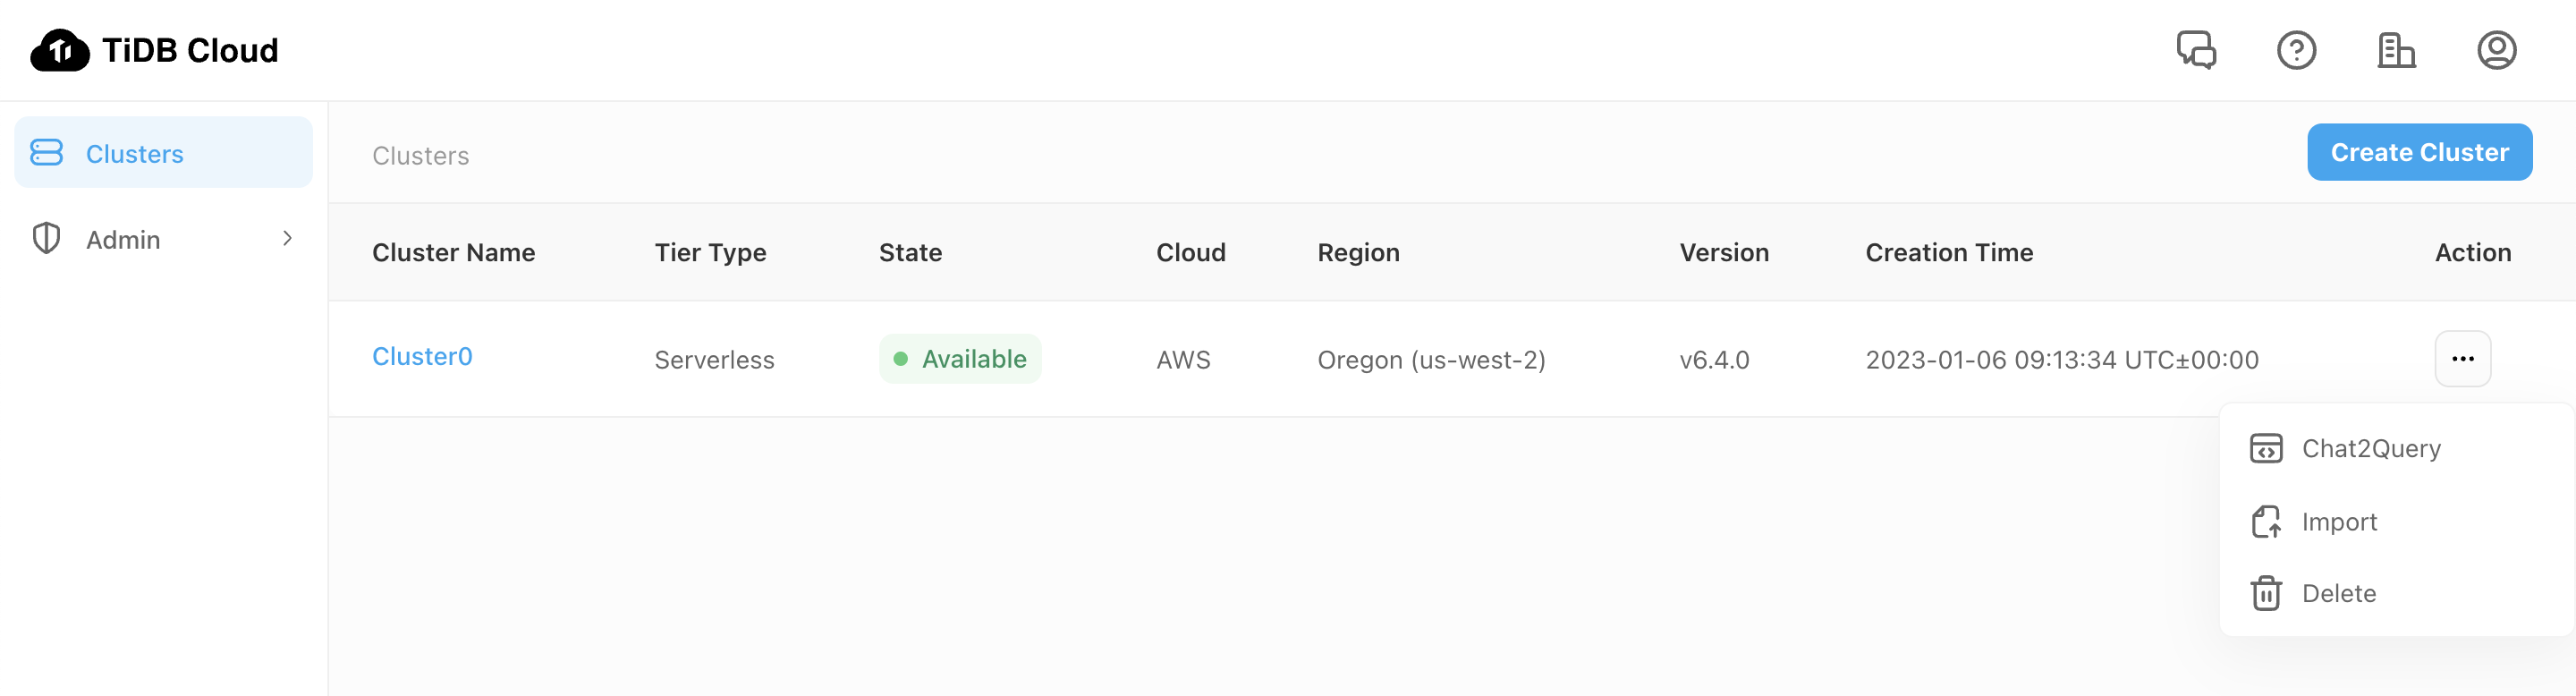 TiDB Cloud
Clusters
Admin
Clusters
Create Cluster
Cluster Name Tier Type State Cloud Region Version Creation Time Action
Cluster0 Serverless Available AWS Oregon (us-west-2) v6.4.0 2023-01-06 09:13:34 UTC±00:00
Chat2Query
Import
Delete